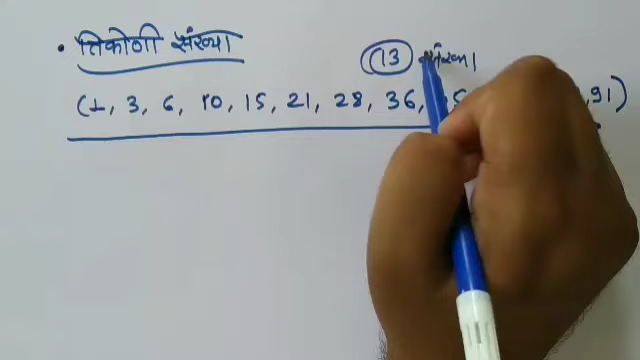 • त्रिकोणी संख्या
13 संख्या
(1, 3, 6, 10, 15, 21, 28, 36, 91)